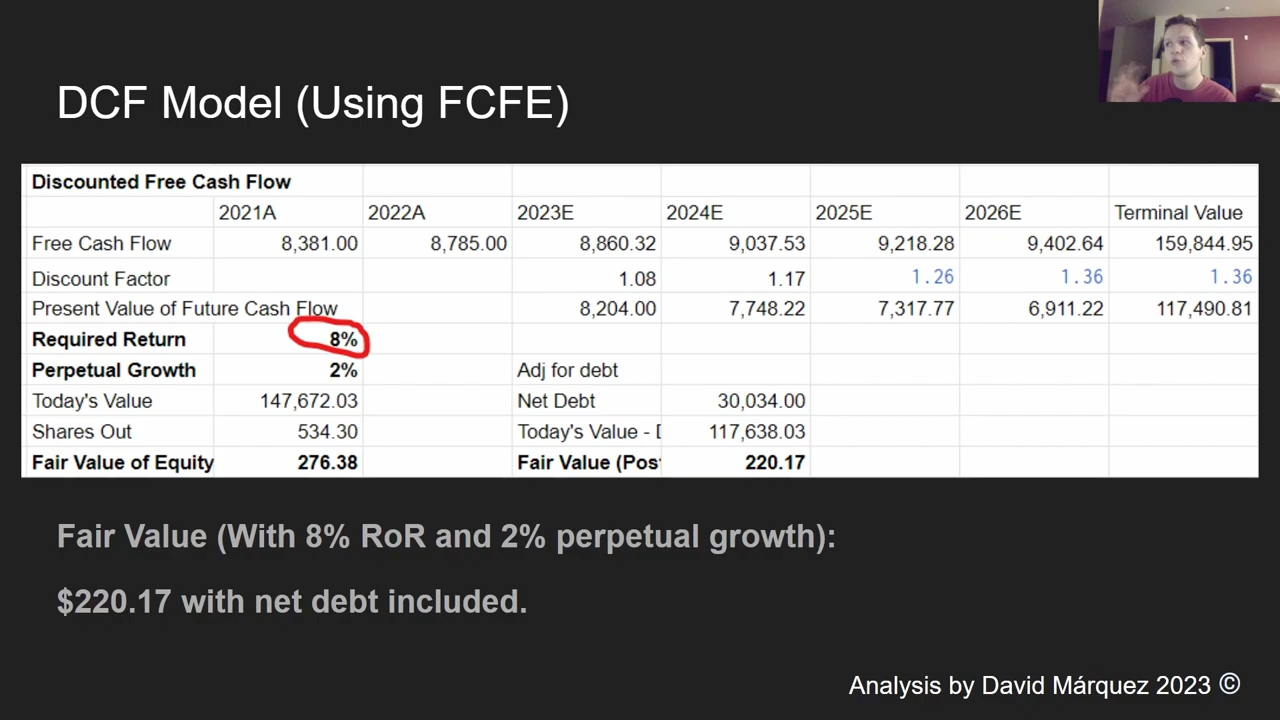 DCF Model (Using FCFE)
Discounted Free Cash Flow
2021A 2022A 2023E 2024E 2025E 2026E Terminal Value
Free Cash Flow 8,381.00 8,785.00 8,860.32 9,037.53 9,218.28 9,402.64 159,844.95
Discount Factor 1.08 1.17 1.26 1.36 1.36
Present Value of Future Cash Flow 8,204.00 7,748.22 7,317.77 6,911.22 117,490.81
Required Return 8%
Perpetual Growth 2% Adj for debt
Today's Value 147,672.03 Net Debt 30,034.00
Shares Out 534.30 Today's Value - 117,638.03
Fair Value of Equity 276.38 Fair Value (Pos 220.17
Fair Value (With 8% RoR and 2% perpetual growth):
$220.17 with net debt included.
Analysis by David Márquez 2023 ©